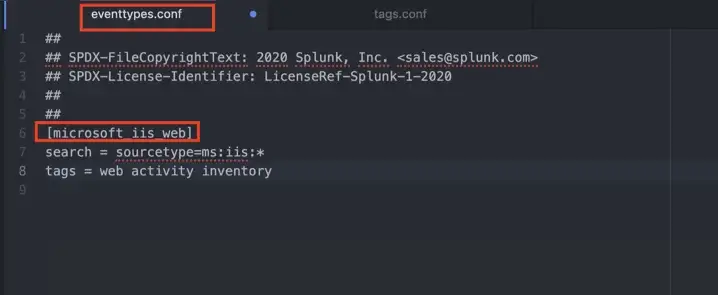 eventtypes.conf tags.conf
1 ##
2 ## SPDX-FileCopyrightText: 2020 Splunk, Inc. <sales@splunk.com>
3 ## SPDX-License-Identifier: LicenseRef-Splunk-1-2020
4 ##
5 ##
6 [microsoft_iis_web]
7 search = sourcetype=ms:iis:*
8 tags = web activity inventory
9